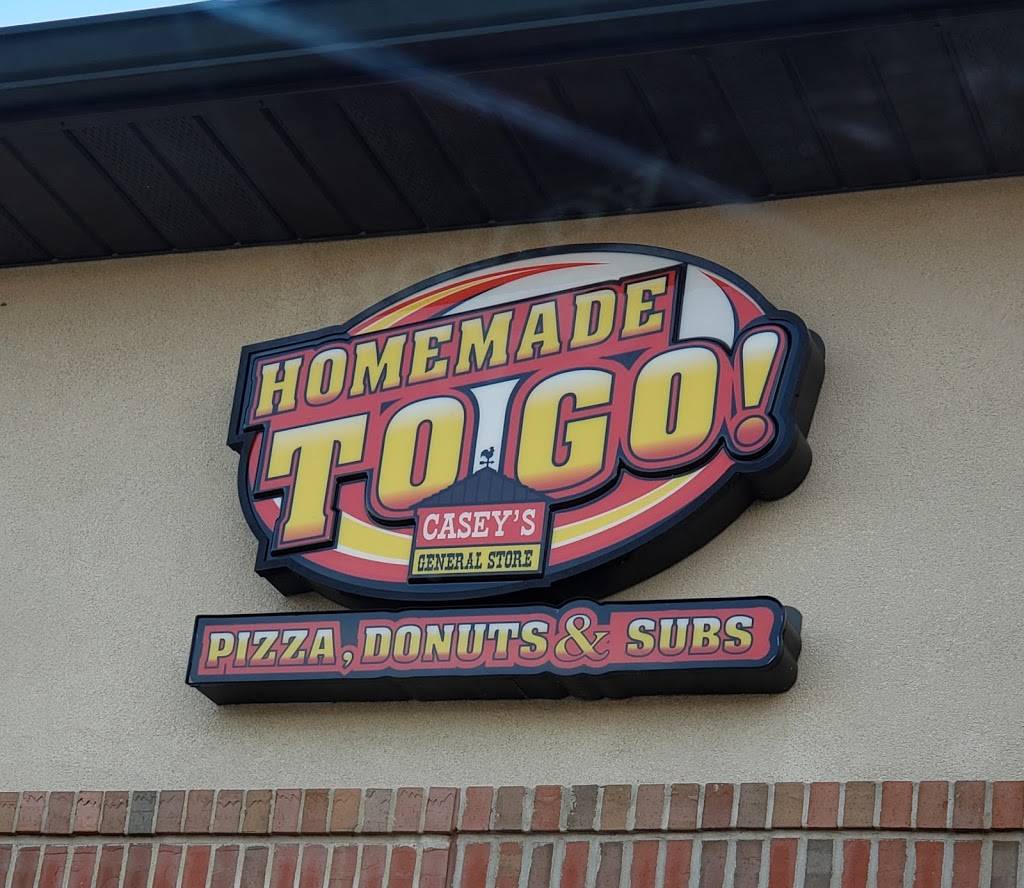 HOMEMADE
TO GO!
CASEY'S
GENERAL STORE
PIZZA, DONUTS & SUBS